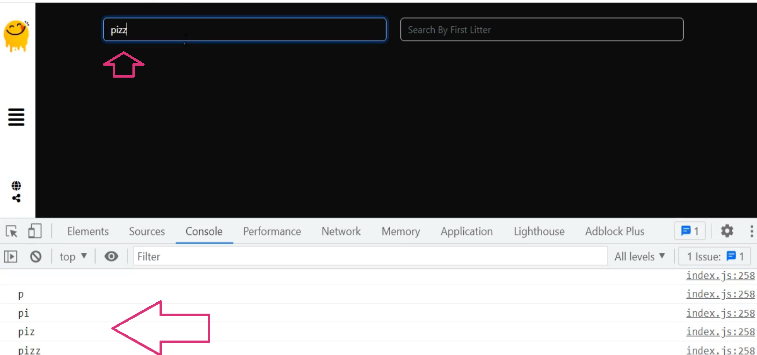 pizz Search By First Litter
Elements Sources Console Performance Network Memory Application Lighthouse Adblock Plus 1
top Filter All levels 1 Issue: 1
index.js:258
p index.js:258
pi index.js:258
piz index.js:258
pizz index.js:258